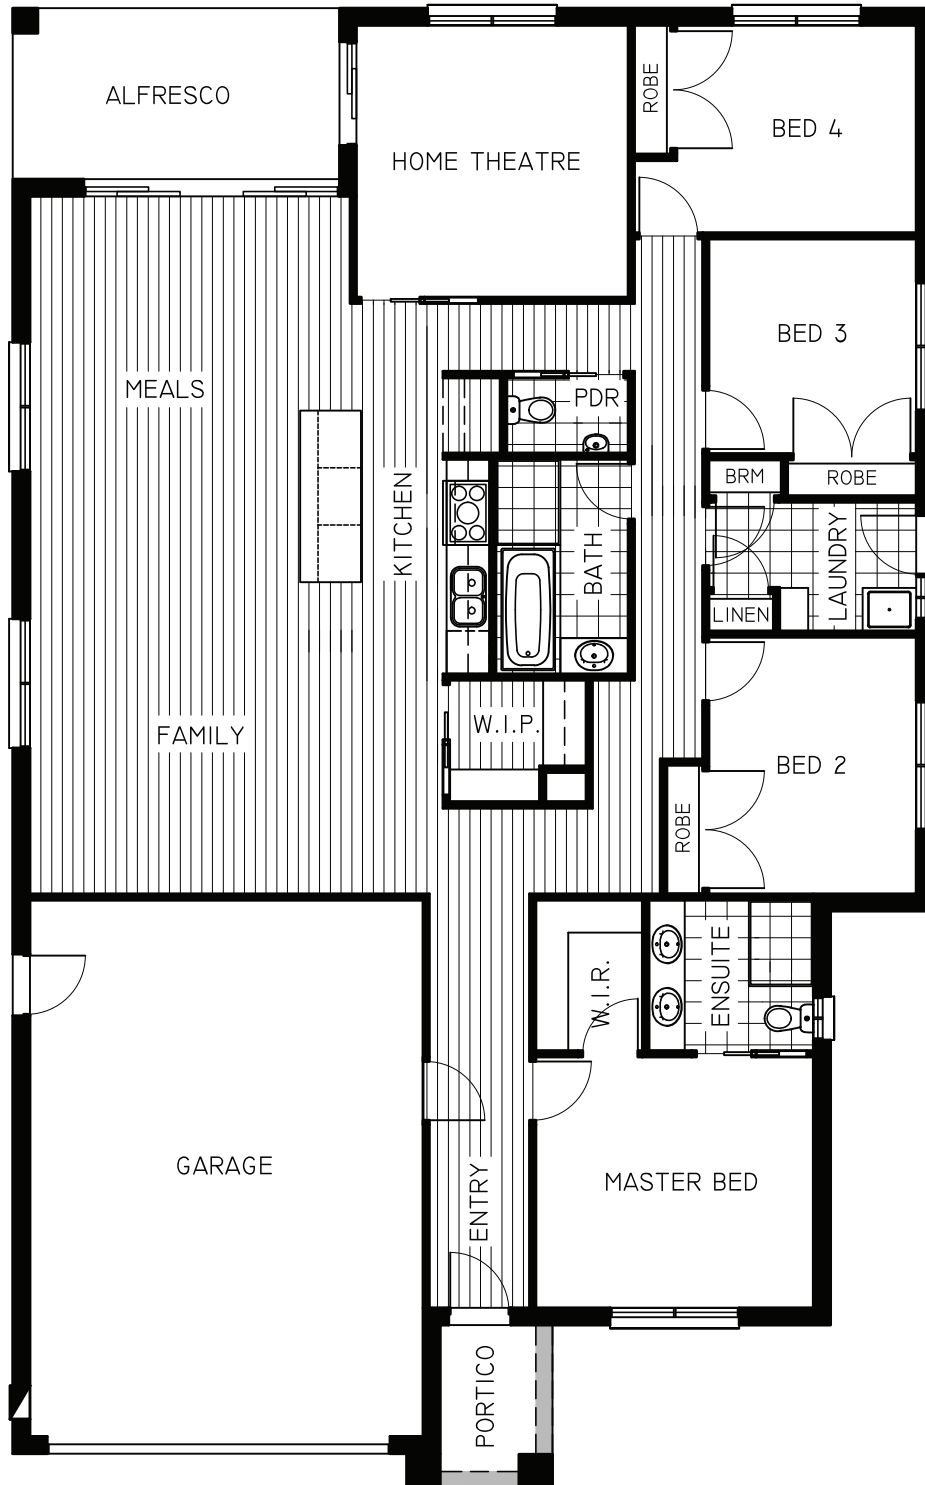 ROBE
ALFRESCO
BED 4
HOME THEATRE
BED 3
MEALS
PDR
BRM
ROBE
KITCHEN
BATH
LAUNDRY
LINEN
W.I.P.
FAMILY
BED 2
ROBE
W.I.R.
ENSUITE
GARAGE
MASTER BED
ENTRY
PORTICO